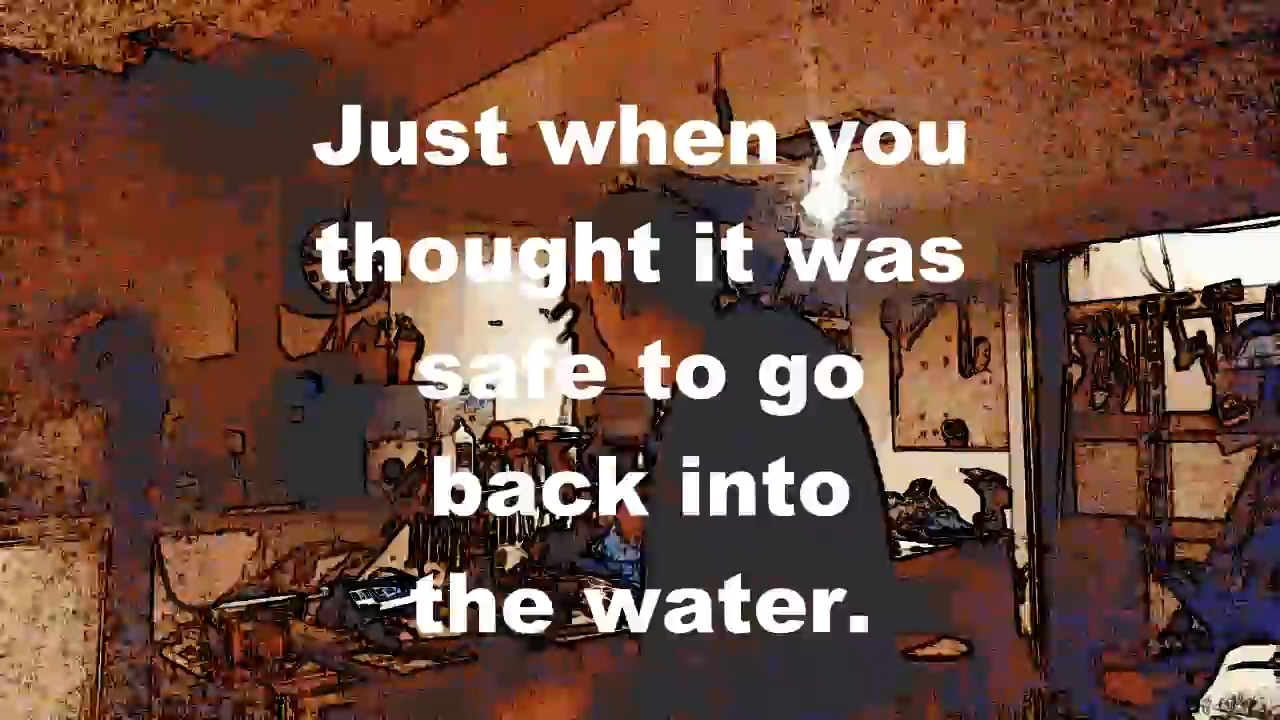 Just when you
thought it was
safe to go
back into
the water.